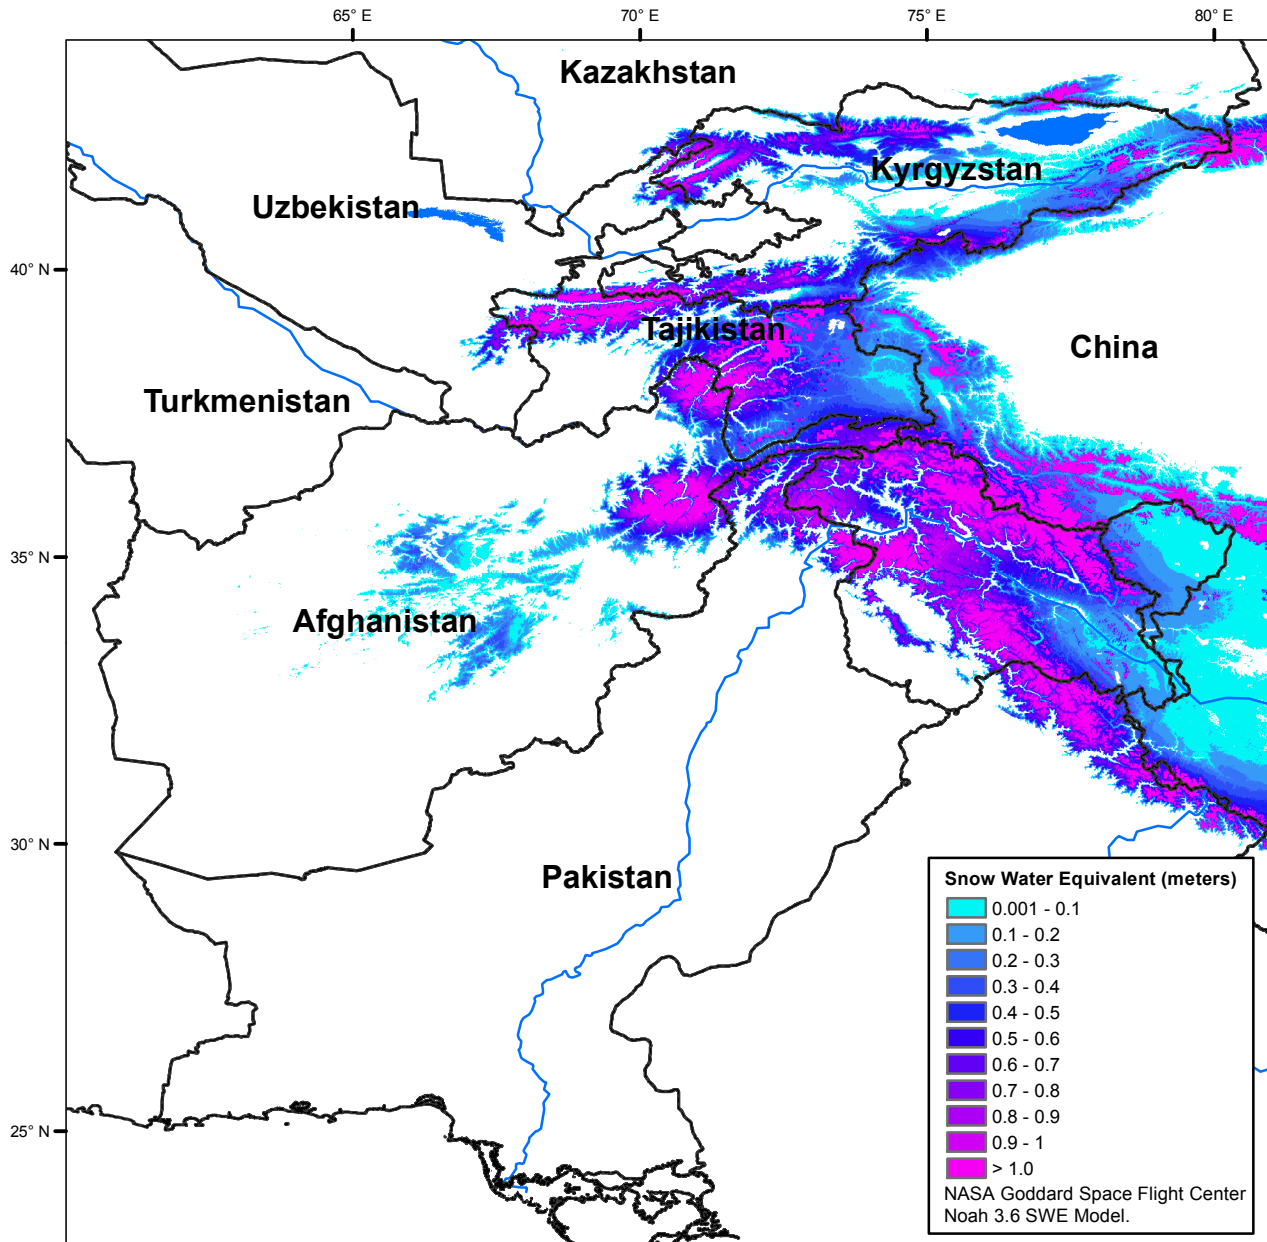 65° E
70° E
75° E
80° E
Kazakhstan
Kyrgyzstan
Uzbekistan
40° N
Tajikistan
China
Turkmenistan
35° N
Afghanistan
30° N
Pakistan
25° N
Snow Water Equivalent (meters)
0.001 - 0.1
0.1 - 0.2
0.2 - 0.3
0.3 - 0.4
0.4 - 0.5
0.5 - 0.6
0.6 - 0.7
0.7 - 0.8
0.8 - 0.9
0.9 - 1
> 1.0
NASA Goddard Space Flight Center
Noah 3.6 SWE Model.